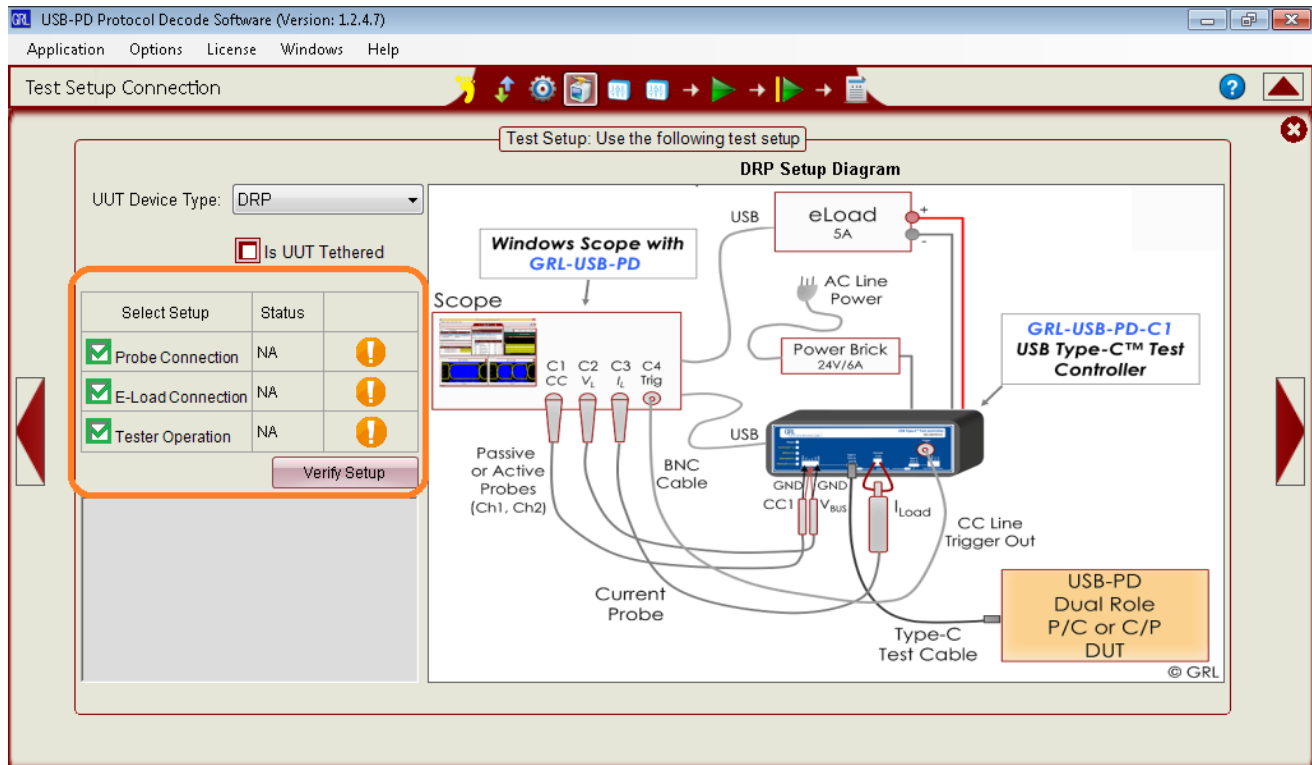 GRL USB-PD Protocol Decode Software (Version: 1.2.4.7)
Application Options License Windows Help
Test Setup Connection
Test Setup: Use the following test setup
DRP Setup Diagram
UUT Device Type: DRP
Is UUT Tethered
Select Setup Status
Probe Connection NA
E-Load Connection NA
Tester Operation NA
Verify Setup
Windows Scope with
GRL-USB-PD
Scope
C1 C2 C3 C4
CC VL IL Trig
USB
eLoad
5A
+
-
AC Line
Power
Power Brick
24V/6A
GRL-USB-PD-C1
USB Type-C™ Test
Controller
USB
Passive
or Active
Probes
(Ch1, Ch2)
BNC
Cable
GND GND
CC1 VBUS
ILoad
CC Line
Trigger Out
Current
Probe
Type-C
Test Cable
USB-PD
Dual Role
P/C or C/P
DUT
© GRL